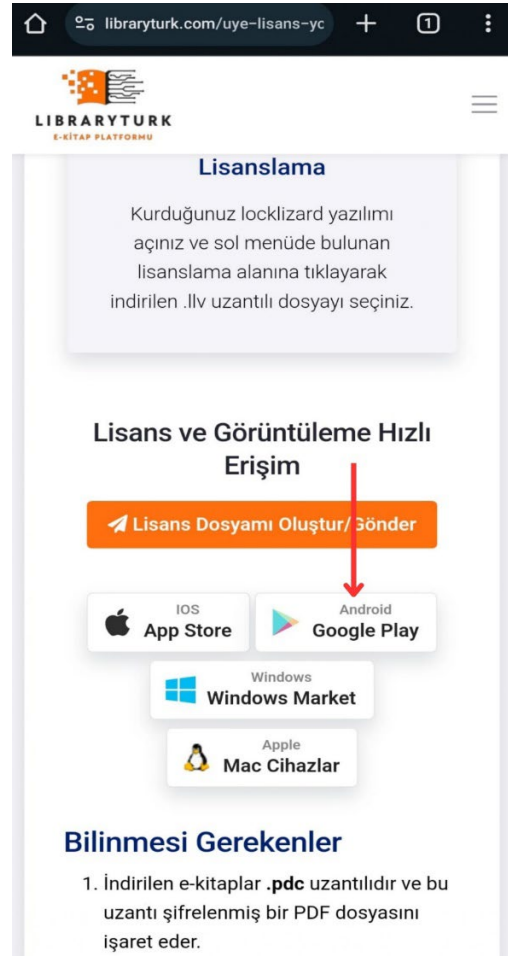 libraryturk.com/uye-lisans-yc
1
LIBRARYTURK
E-KİTAP PLATFORMU
Lisanslama
Kurduğunuz locklizard yazılımı
açınız ve sol menüde bulunan
lisanslama alanına tıklayarak
indirilen .llv uzantılı dosyayı seçiniz.
Lisans ve Görüntüleme Hızlı
Erişim
Lisans Dosyamı Oluştur/Gönder
IOS
App Store
Android
Google Play
Windows
Windows Market
Apple
Mac Cihazlar
Bilinmesi Gerekenler
1. İndirilen e-kitaplar .pdc uzantılıdır ve bu
uzantı şifrelenmiş bir PDF dosyasını
işaret eder.